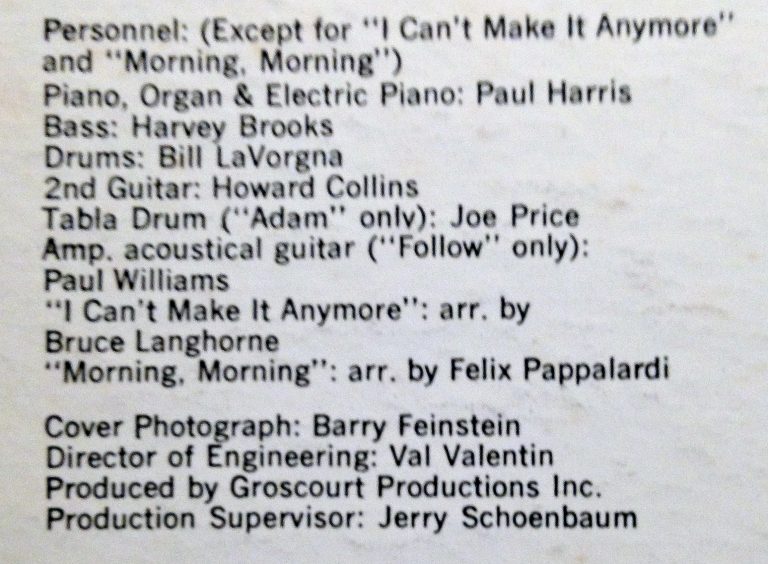 Personnel: (Except for "I Can't Make It Anymore"
and "Morning, Morning")
Piano, Organ & Electric Piano: Paul Harris
Bass: Harvey Brooks
Drums: Bill LaVorgna
2nd Guitar: Howard Collins
Tabla Drum ("Adam" only): Joe Price
Amp. acoustical guitar ("Follow" only):
Paul Williams
"I Can't Make It Anymore": arr. by
Bruce Langhorne
"Morning, Morning": arr. by Felix Pappalardi
Cover Photograph: Barry Feinstein
Director of Engineering: Val Valentin
Produced by Groscourt Productions Inc.
Production Supervisor: Jerry Schoenbaum